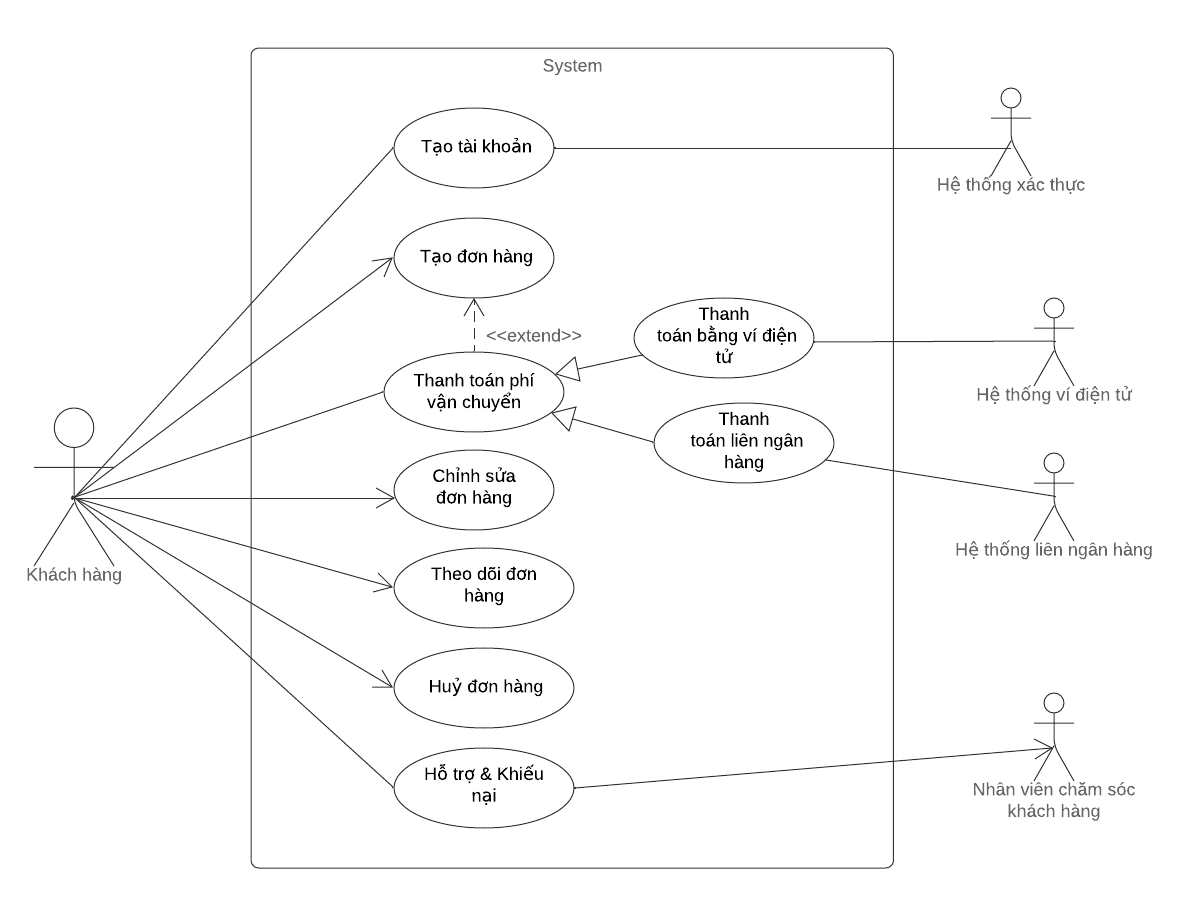 System
Tạo tài khoản
Hệ thống xác thực
Tạo đơn hàng
<<extend>>
Thanh
toán bằng ví điện
tử
Hệ thống ví điện tử
Thanh toán phí
vận chuyển
Thanh
toán liên ngân
hàng
Hệ thống liên ngân hàng
Chỉnh sửa
đơn hàng
Khách hàng
Theo dõi đơn
hàng
Huỷ đơn hàng
Hỗ trợ & Khiếu
nại
Nhân viên chăm sóc
khách hàng